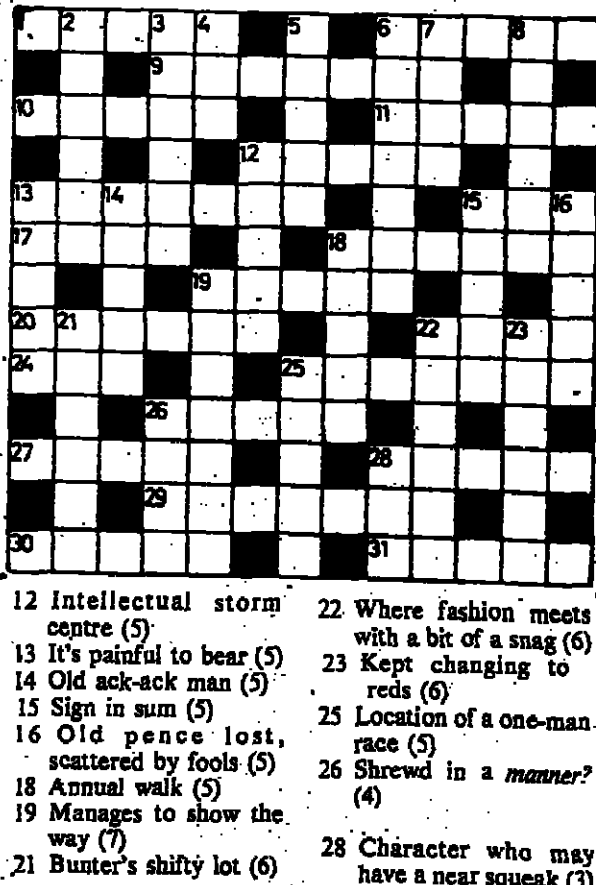 1 2 3 4 5 6 7 8
9
10 11
12
13 14 15 16
17 18
19
20 21 22 23
24 25
26
27 28
29
30 31
12 Intellectual storm
centre (5)
13 It's painful to bear (5)
14 Old ack-ack man (5)
15 Sign in sum (5)
16 Old pence lost,
scattered by fools (5)
18 Annual walk (5)
19 Manages to show the
way (7)
21 Bunter's shifty lot (6)
22 Where fashion meets
with a bit of a snag (6)
23 Kept changing to
reds (6)
25 Location of a one-man
race (5)
26 Shrewd in a manner?
(4)
28 Character who may
have a near squeak (3)